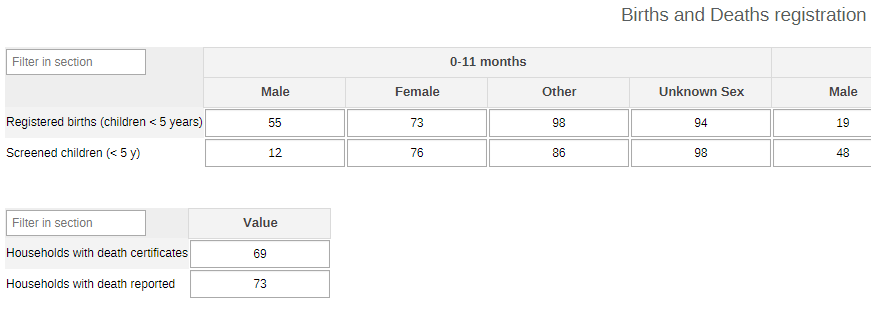 Births and Deaths registration
Filter in section
0-11 months
Male Female Other Unknown Sex Male
Registered births (children < 5 years) 55 73 98 94 19
Screened children (< 5 y) 12 76 86 98 48
Filter in section Value
Households with death certificates 69
Households with death reported 73